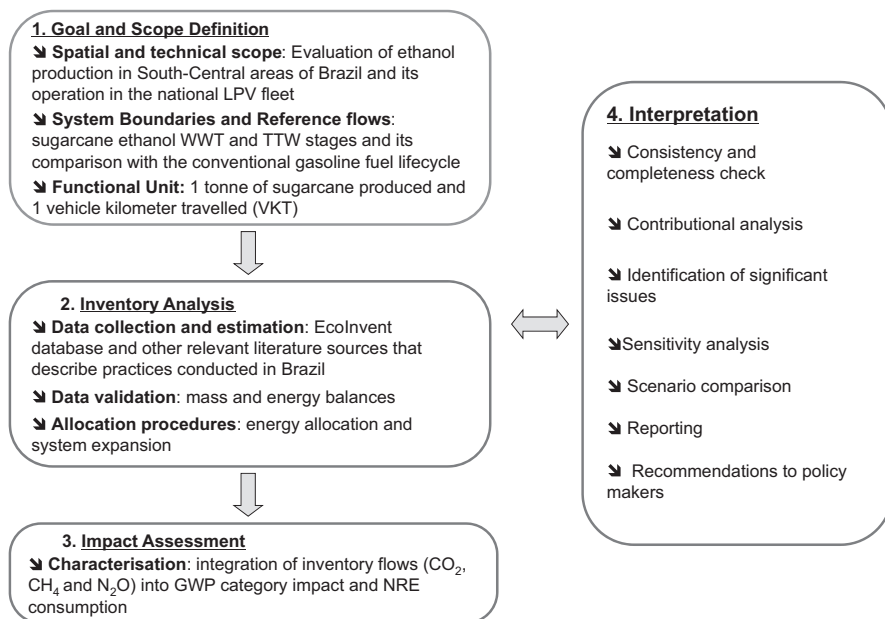 1. Goal and Scope Definition
➘ Spatial and technical scope: Evaluation of ethanol
production in South-Central areas of Brazil and its
operation in the national LPV fleet
➘ System Boundaries and Reference flows:
sugarcane ethanol WWT and TTW stages and its
comparison with the conventional gasoline fuel lifecycle
➘ Functional Unit: 1 tonne of sugarcane produced and
1 vehicle kilometer travelled (VKT)
2. Inventory Analysis
➘ Data collection and estimation: EcoInvent
database and other relevant literature sources that
describe practices conducted in Brazil
➘ Data validation: mass and energy balances
➘ Allocation procedures: energy allocation and
system expansion
3. Impact Assessment
➘ Characterisation: integration of inventory flows (CO₂,
CH₄ and N₂O) into GWP category impact and NRE
consumption
4. Interpretation
➘ Consistency and
completeness check
➘ Contributional analysis
➘ Identification of significant
issues
➘Sensitivity analysis
➘ Scenario comparison
➘ Reporting
➘ Recommendations to policy
makers